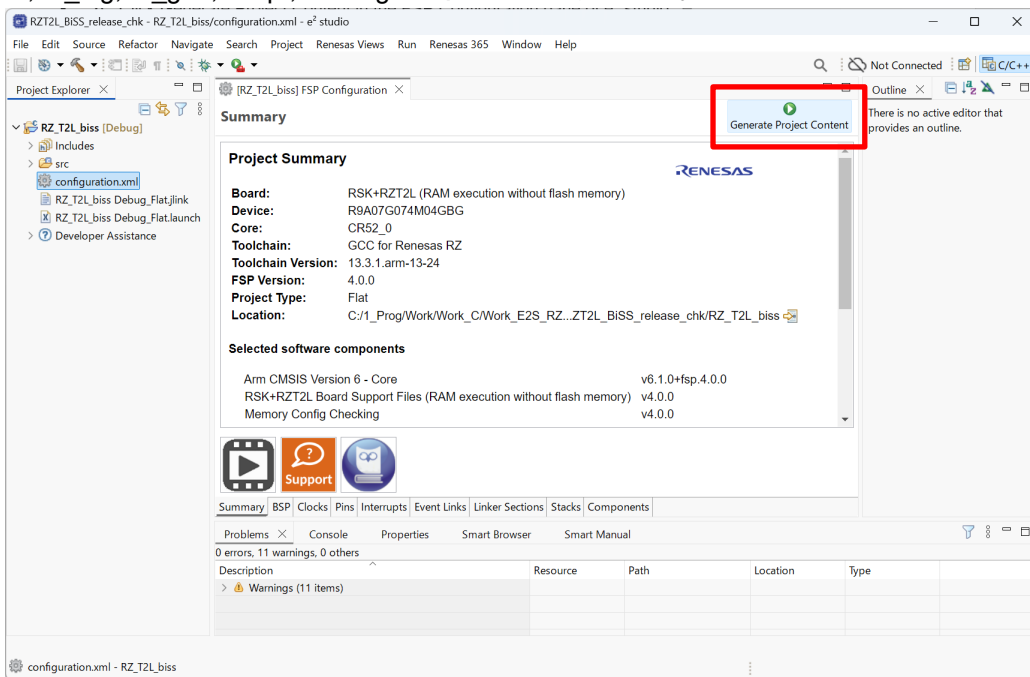 RZT2L_BiSS_release_chk - RZ_T2L_biss/configuration.xml - e² studio
File Edit Source Refactor Navigate Search Project Renesas Views Run Renesas 365 Window Help
Not Connected C/C++
Project Explorer
[RZ_T2L_biss] FSP Configuration
Outline
RZ_T2L_biss [Debug]
Includes
src
configuration.xml
RZ_T2L_biss Debug_Flat.jlink
RZ_T2L_biss Debug_Flat.launch
Developer Assistance
Summary
Generate Project Content
There is no active editor that
provides an outline.
Project Summary
RENESAS
Board: RSK+RZT2L (RAM execution without flash memory)
Device: R9A07G074M04GBG
Core: CR52_0
Toolchain: GCC for Renesas RZ
Toolchain Version: 13.3.1.arm-13-24
FSP Version: 4.0.0
Project Type: Flat
Location: C:/1_Prog/Work/Work_C/Work_E2S_RZ...ZT2L_BiSS_release_chk/RZ_T2L_biss
Selected software components
Arm CMSIS Version 6 - Core v6.1.0+fsp.4.0.0
RSK+RZT2L Board Support Files (RAM execution without flash memory) v4.0.0
Memory Config Checking v4.0.0
Support
Summary BSP Clocks Pins Interrupts Event Links Linker Sections Stacks Components
Problems Console Properties Smart Browser Smart Manual
0 errors, 11 warnings, 0 others
Description Resource Path Location Type
Warnings (11 items)
configuration.xml - RZ_T2L_biss